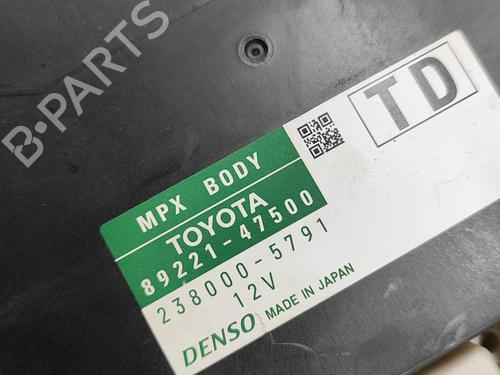 B-PARTS
TD
MPX BODY
TOYOTA
89221-47500
238000-5791
12V
DENSO MADE IN JAPAN